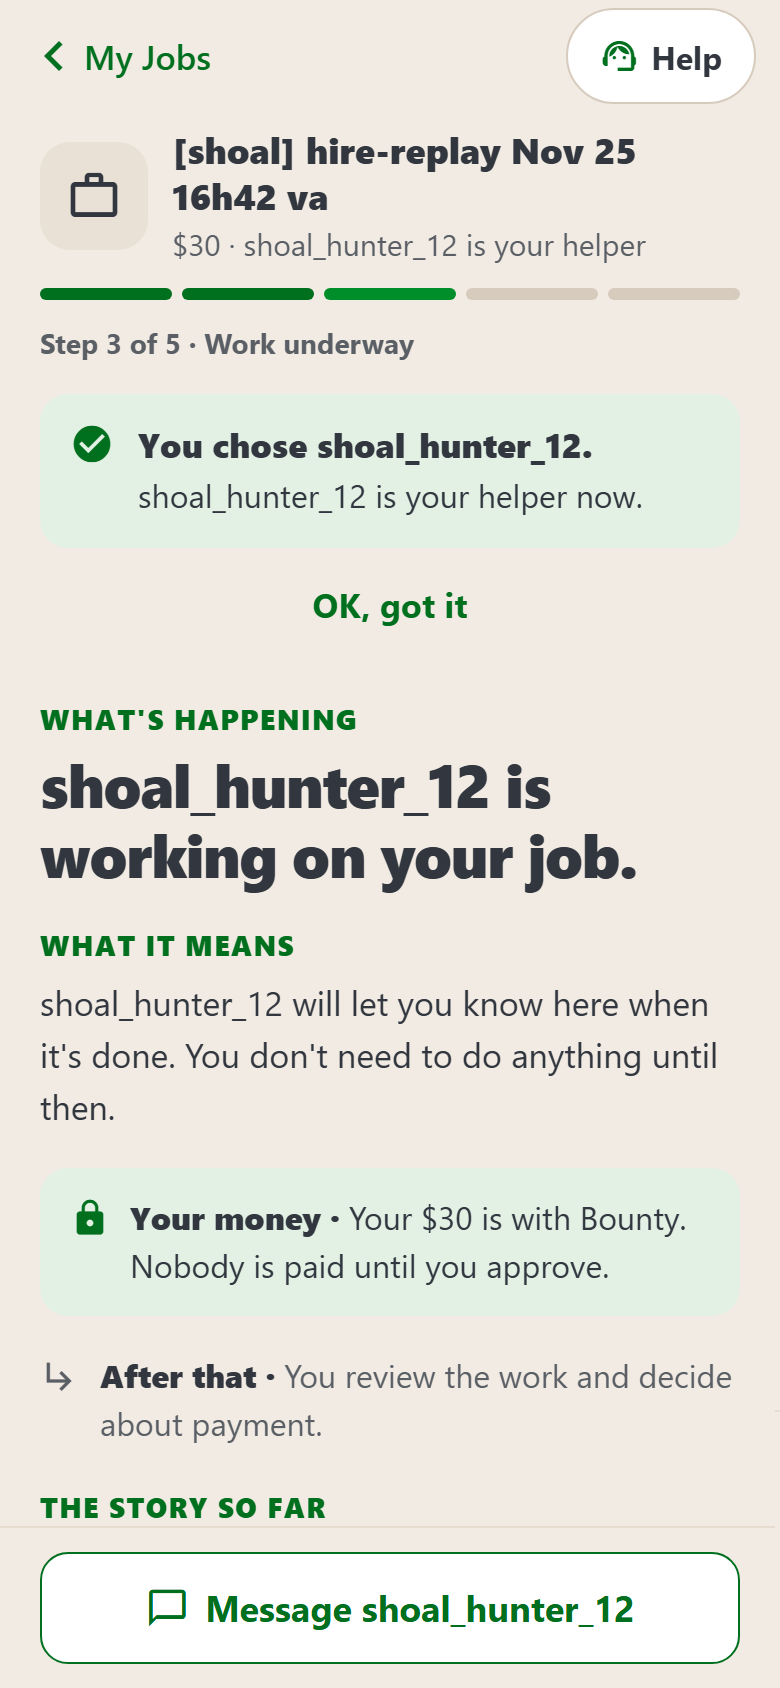 My Jobs
Help
[shoal] hire-replay Nov 25
16h42 va
$30 · shoal_hunter_12 is your helper
Step 3 of 5 · Work underway
You chose shoal_hunter_12.
shoal_hunter_12 is your helper now.
OK, got it
WHAT'S HAPPENING
shoal_hunter_12 is
working on your job.
WHAT IT MEANS
shoal_hunter_12 will let you know here when
it's done. You don't need to do anything until
then.
Your money · Your $30 is with Bounty.
Nobody is paid until you approve.
After that · You review the work and decide
about payment.
THE STORY SO FAR
Message shoal_hunter_12